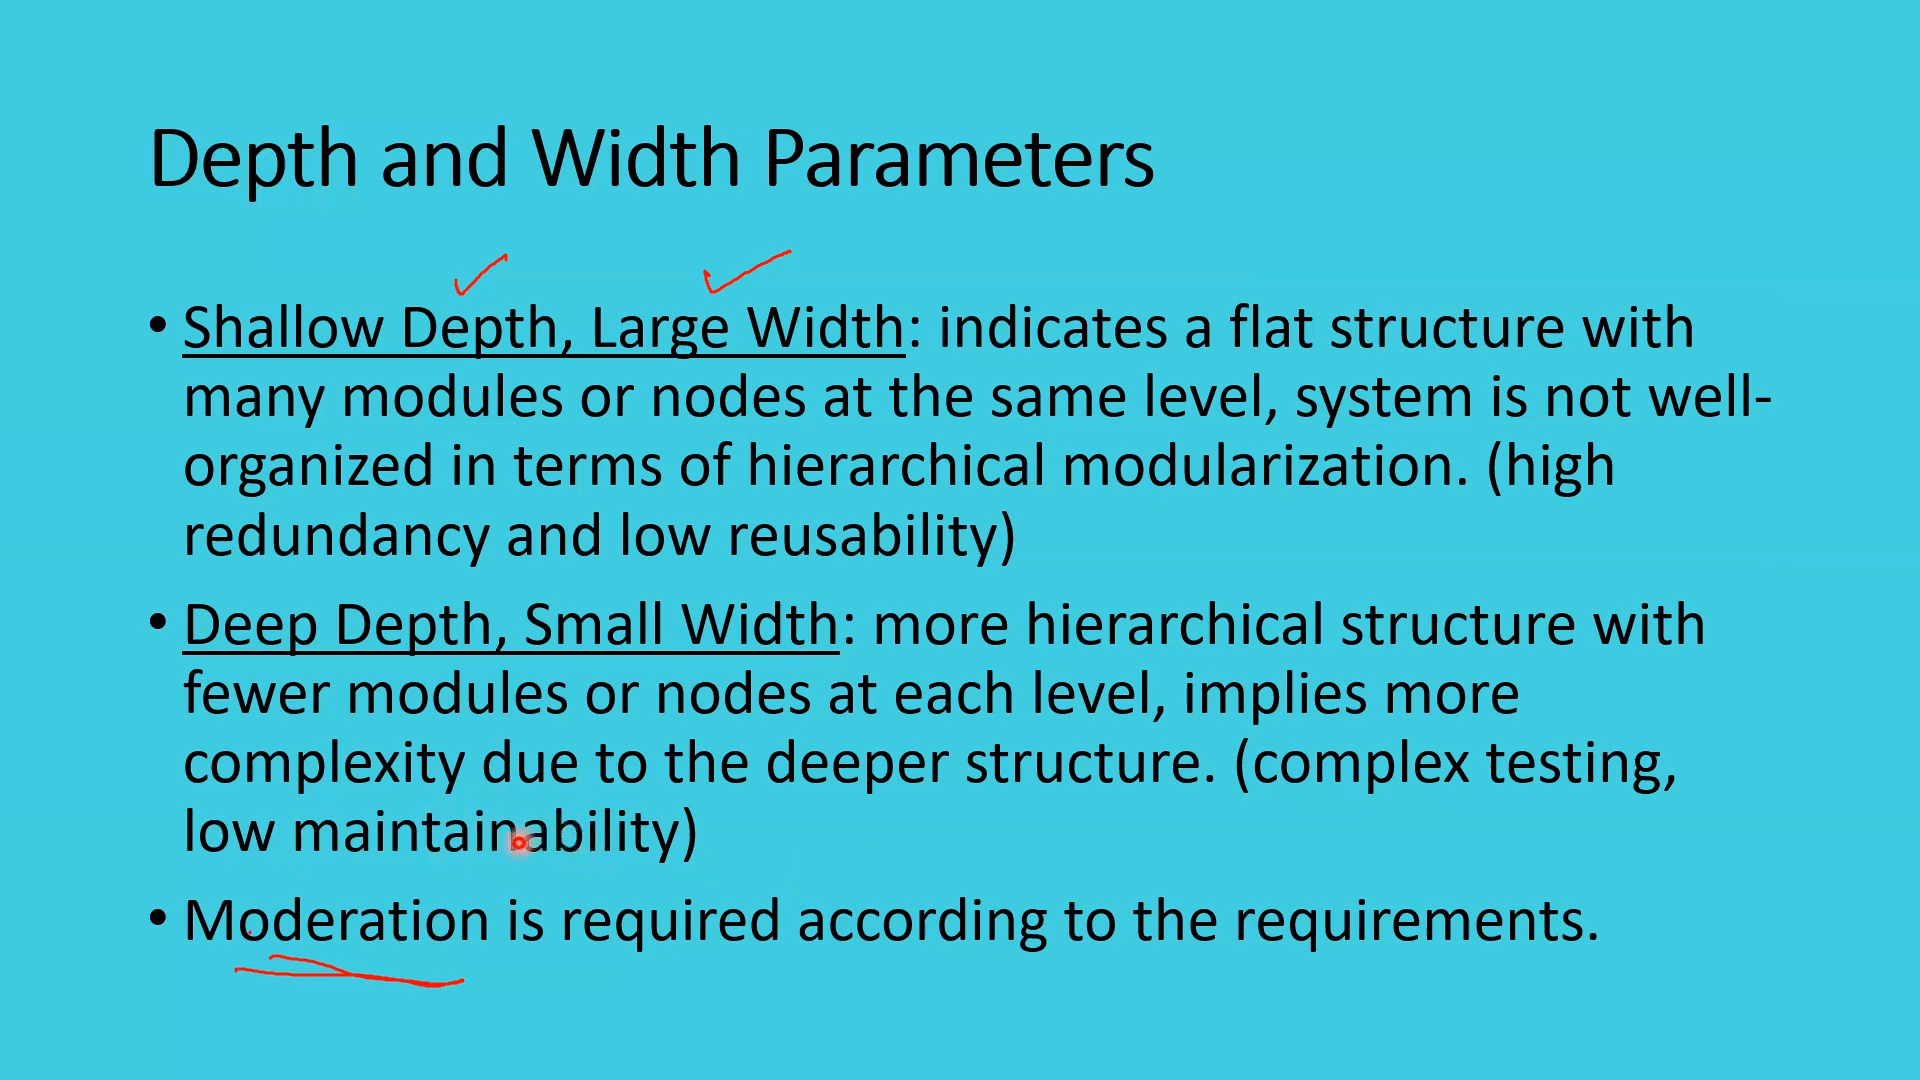 Depth and Width Parameters
• Shallow Depth, Large Width: indicates a flat structure with
many modules or nodes at the same level, system is not well-
organized in terms of hierarchical modularization. (high
redundancy and low reusability)
• Deep Depth, Small Width: more hierarchical structure with
fewer modules or nodes at each level, implies more
complexity due to the deeper structure. (complex testing,
low maintainability)
• Moderation is required according to the requirements.